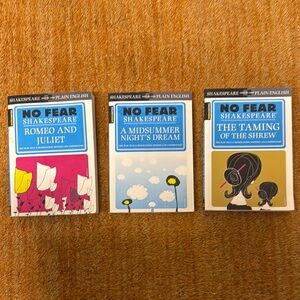 SHAKESPEARE PLAIN ENGLISH
NO FEAR
SHAKESPEARE
ROMEO AND
JULIET
SHAKESPEARE PLAIN ENGLISH
NO FEAR
SHAKESPEARE
A MIDSUMMER
NIGHT'S DREAM
SHAKESPEARE PLAIN ENGLISH
NO FEAR
SHAKESPEARE
THE TAMING
OF THE SHREW